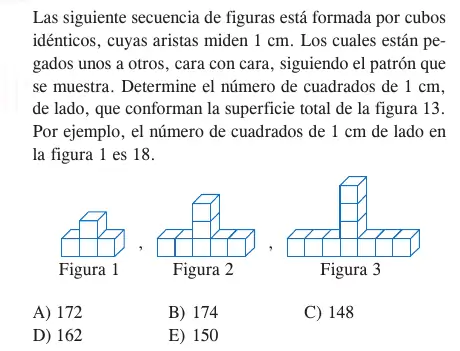 Las siguiente secuencia de figuras está formada por cubos
idénticos, cuyas aristas miden 1 cm. Los cuales están pe-
gados unos a otros, cara con cara, siguiendo el patrón que
se muestra. Determine el número de cuadrados de 1 cm,
de lado, que conforman la superficie total de la figura 13.
Por ejemplo, el número de cuadrados de 1 cm de lado en
la figura 1 es 18.
, ,
Figura 1 Figura 2 Figura 3
A) 172 B) 174 C) 148
D) 162 E) 150